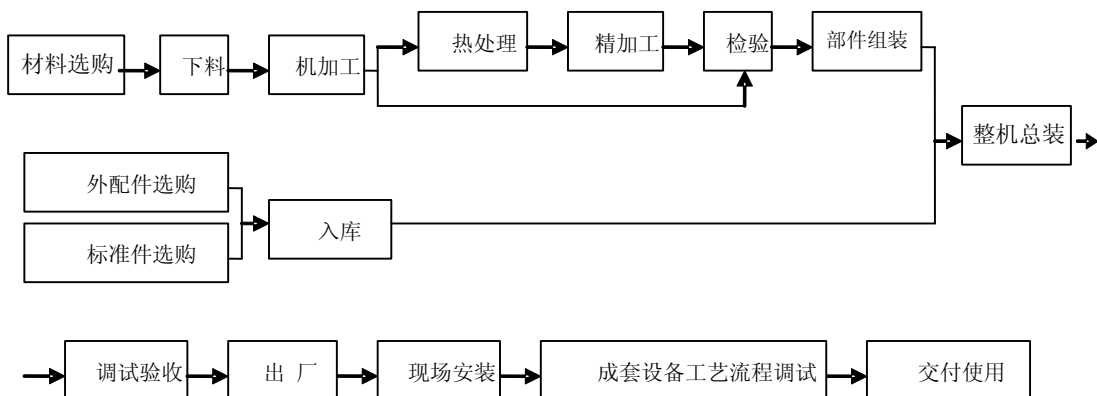 材料选购
下料
机加工
热处理
精加工
检验
部件组装
整机总装
外配件选购
标准件选购
入库
调试验收
出 厂
现场安装
成套设备工艺流程调试
交付使用